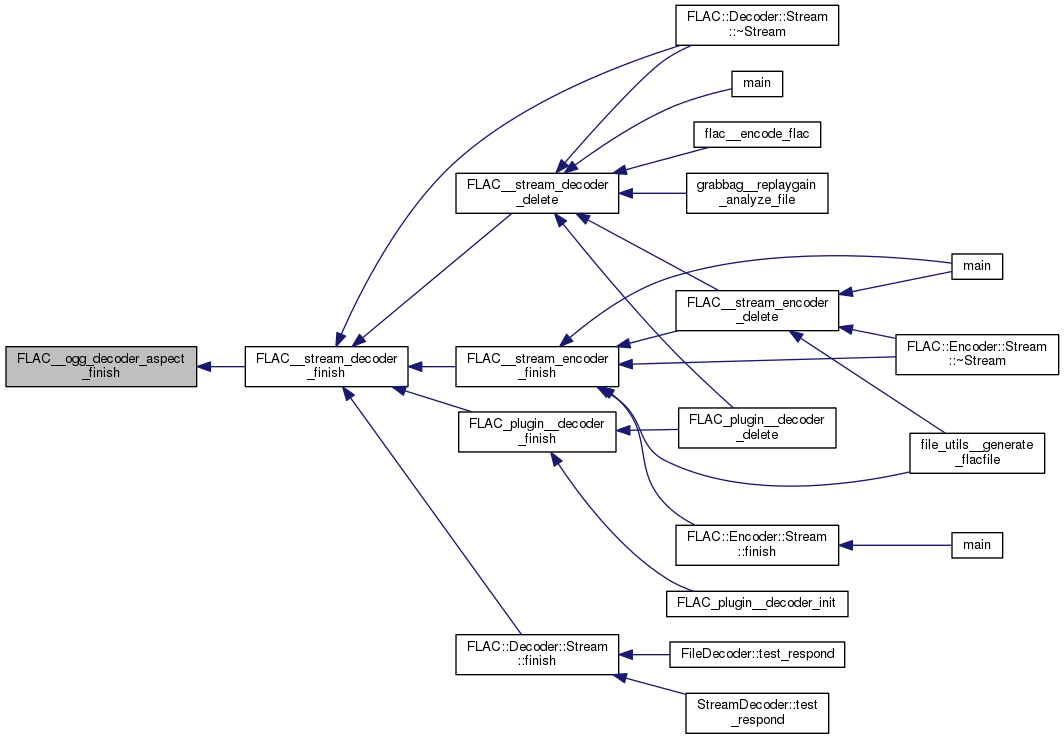 FLAC::Decoder::Stream
::~Stream
main
flac__encode_flac
FLAC__stream_decoder
_delete
grabbag__replaygain
_analyze_file
main
FLAC__stream_encoder
_delete
FLAC::Encoder::Stream
::~Stream
FLAC__ogg_decoder_aspect
_finish
FLAC__stream_decoder
_finish
FLAC__stream_encoder
_finish
FLAC_plugin__decoder
_finish
FLAC_plugin__decoder
_delete
file_utils__generate
_flacfile
FLAC::Encoder::Stream
::finish
main
FLAC_plugin__decoder_init
FLAC::Decoder::Stream
::finish
FileDecoder::test_respond
StreamDecoder::test
_respond